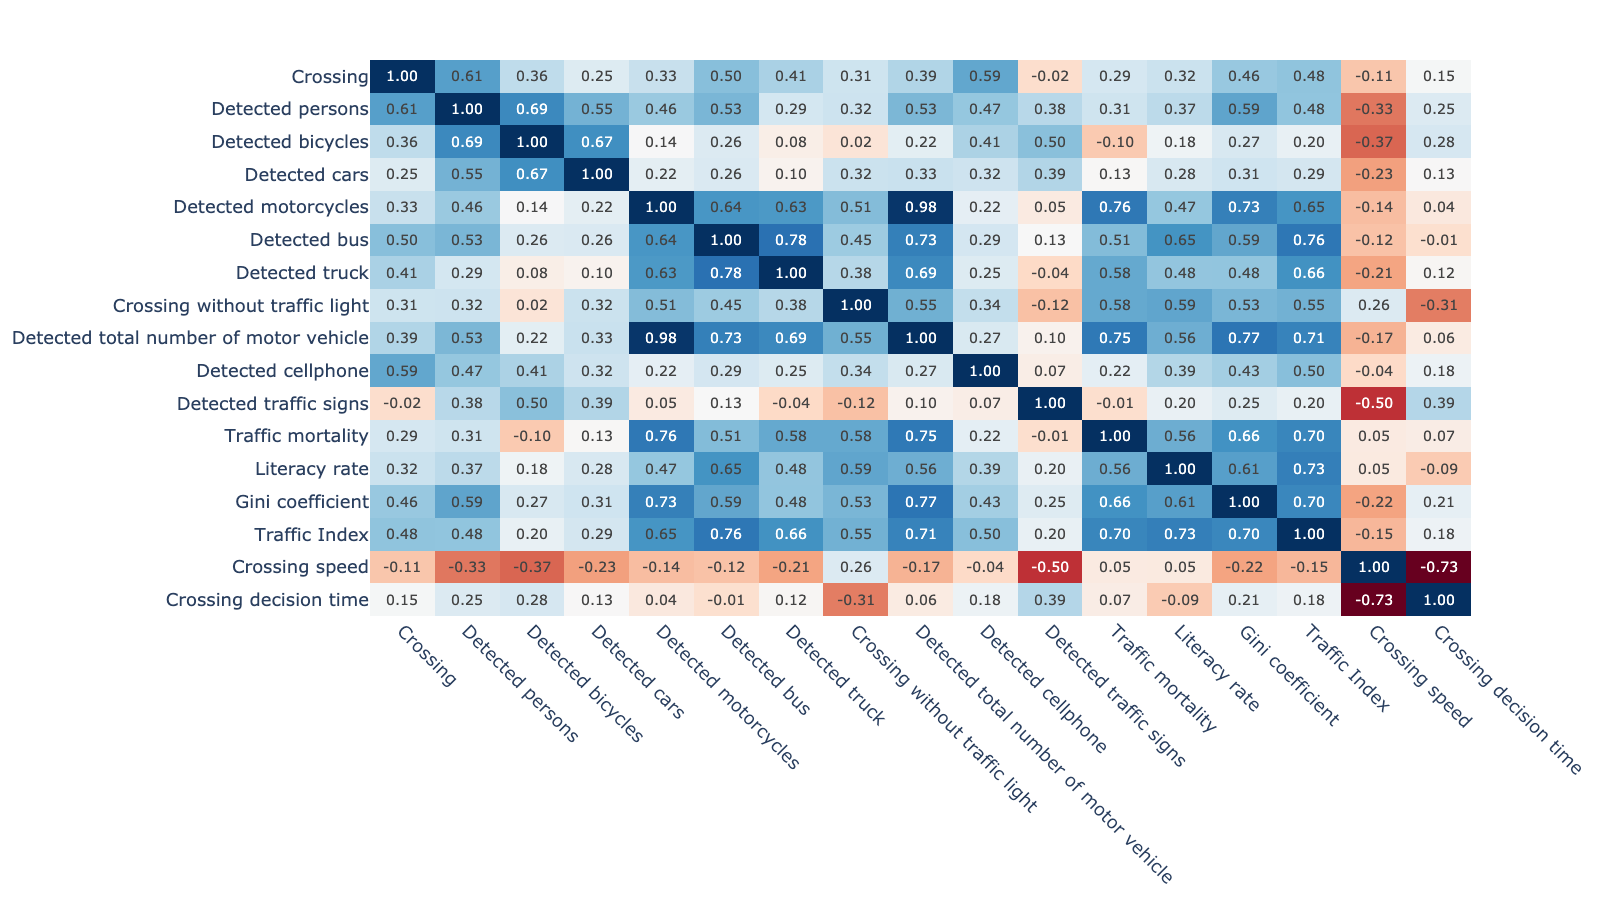 Crossing 1.00 0.61 0.36 0.25 0.33 0.50 0.41 0.31 0.39 0.59 -0.02 0.29 0.32 0.46 0.48 -0.11 0.15
Detected persons 0.61 1.00 0.69 0.55 0.46 0.53 0.29 0.32 0.53 0.47 0.38 0.31 0.37 0.59 0.48 -0.33 0.25
Detected bicycles 0.36 0.69 1.00 0.67 0.14 0.26 0.08 0.02 0.22 0.41 0.50 -0.10 0.18 0.27 0.20 -0.37 0.28
Detected cars 0.25 0.55 0.67 1.00 0.22 0.26 0.10 0.32 0.33 0.32 0.39 0.13 0.28 0.31 0.29 -0.23 0.13
Detected motorcycles 0.33 0.46 0.14 0.22 1.00 0.64 0.63 0.51 0.98 0.22 0.05 0.76 0.47 0.73 0.65 -0.14 0.04
Detected bus 0.50 0.53 0.26 0.26 0.64 1.00 0.78 0.45 0.73 0.29 0.13 0.51 0.65 0.59 0.76 -0.12 -0.01
Detected truck 0.41 0.29 0.08 0.10 0.63 0.78 1.00 0.38 0.69 0.25 -0.04 0.58 0.48 0.48 0.66 -0.21 0.12
Crossing without traffic light 0.31 0.32 0.02 0.32 0.51 0.45 0.38 1.00 0.55 0.34 -0.12 0.58 0.59 0.53 0.55 0.26 -0.31
Detected total number of motor vehicle 0.39 0.53 0.22 0.33 0.98 0.73 0.69 0.55 1.00 0.27 0.10 0.75 0.56 0.77 0.71 -0.17 0.06
Detected cellphone 0.59 0.47 0.41 0.32 0.22 0.29 0.25 0.34 0.27 1.00 0.07 0.22 0.39 0.43 0.50 -0.04 0.18
Detected traffic signs -0.02 0.38 0.50 0.39 0.05 0.13 -0.04 -0.12 0.10 0.07 1.00 -0.01 0.20 0.25 0.20 -0.50 0.39
Traffic mortality 0.29 0.31 -0.10 0.13 0.76 0.51 0.58 0.58 0.75 0.22 -0.01 1.00 0.56 0.66 0.70 0.05 0.07
Literacy rate 0.32 0.37 0.18 0.28 0.47 0.65 0.48 0.59 0.56 0.39 0.20 0.56 1.00 0.61 0.73 0.05 -0.09
Gini coefficient 0.46 0.59 0.27 0.31 0.73 0.59 0.48 0.53 0.77 0.43 0.25 0.66 0.61 1.00 0.70 -0.22 0.21
Traffic Index 0.48 0.48 0.20 0.29 0.65 0.76 0.66 0.55 0.71 0.50 0.20 0.70 0.73 0.70 1.00 -0.15 0.18
Crossing speed -0.11 -0.33 -0.37 -0.23 -0.14 -0.12 -0.21 0.26 -0.17 -0.04 -0.50 0.05 0.05 -0.22 -0.15 1.00 -0.73
Crossing decision time 0.15 0.25 0.28 0.13 0.04 -0.01 0.12 -0.31 0.06 0.18 0.39 0.07 -0.09 0.21 0.18 -0.73 1.00
Crossing
Detected persons
Detected bicycles
Detected cars
Detected motorcycles
Detected bus
Detected truck
Crossing without traffic light
Detected total number of motor vehicle
Detected cellphone
Detected traffic signs
Traffic mortality
Literacy rate
Gini coefficient
Traffic Index
Crossing speed
Crossing decision time